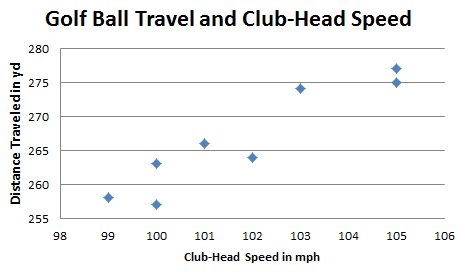 Golf Ball Travel and Club-Head Speed
Distance Traveled in yd
280
275
270
265
260
255
98 99 100 101 102 103 104 105 106
Club-Head Speed in mph